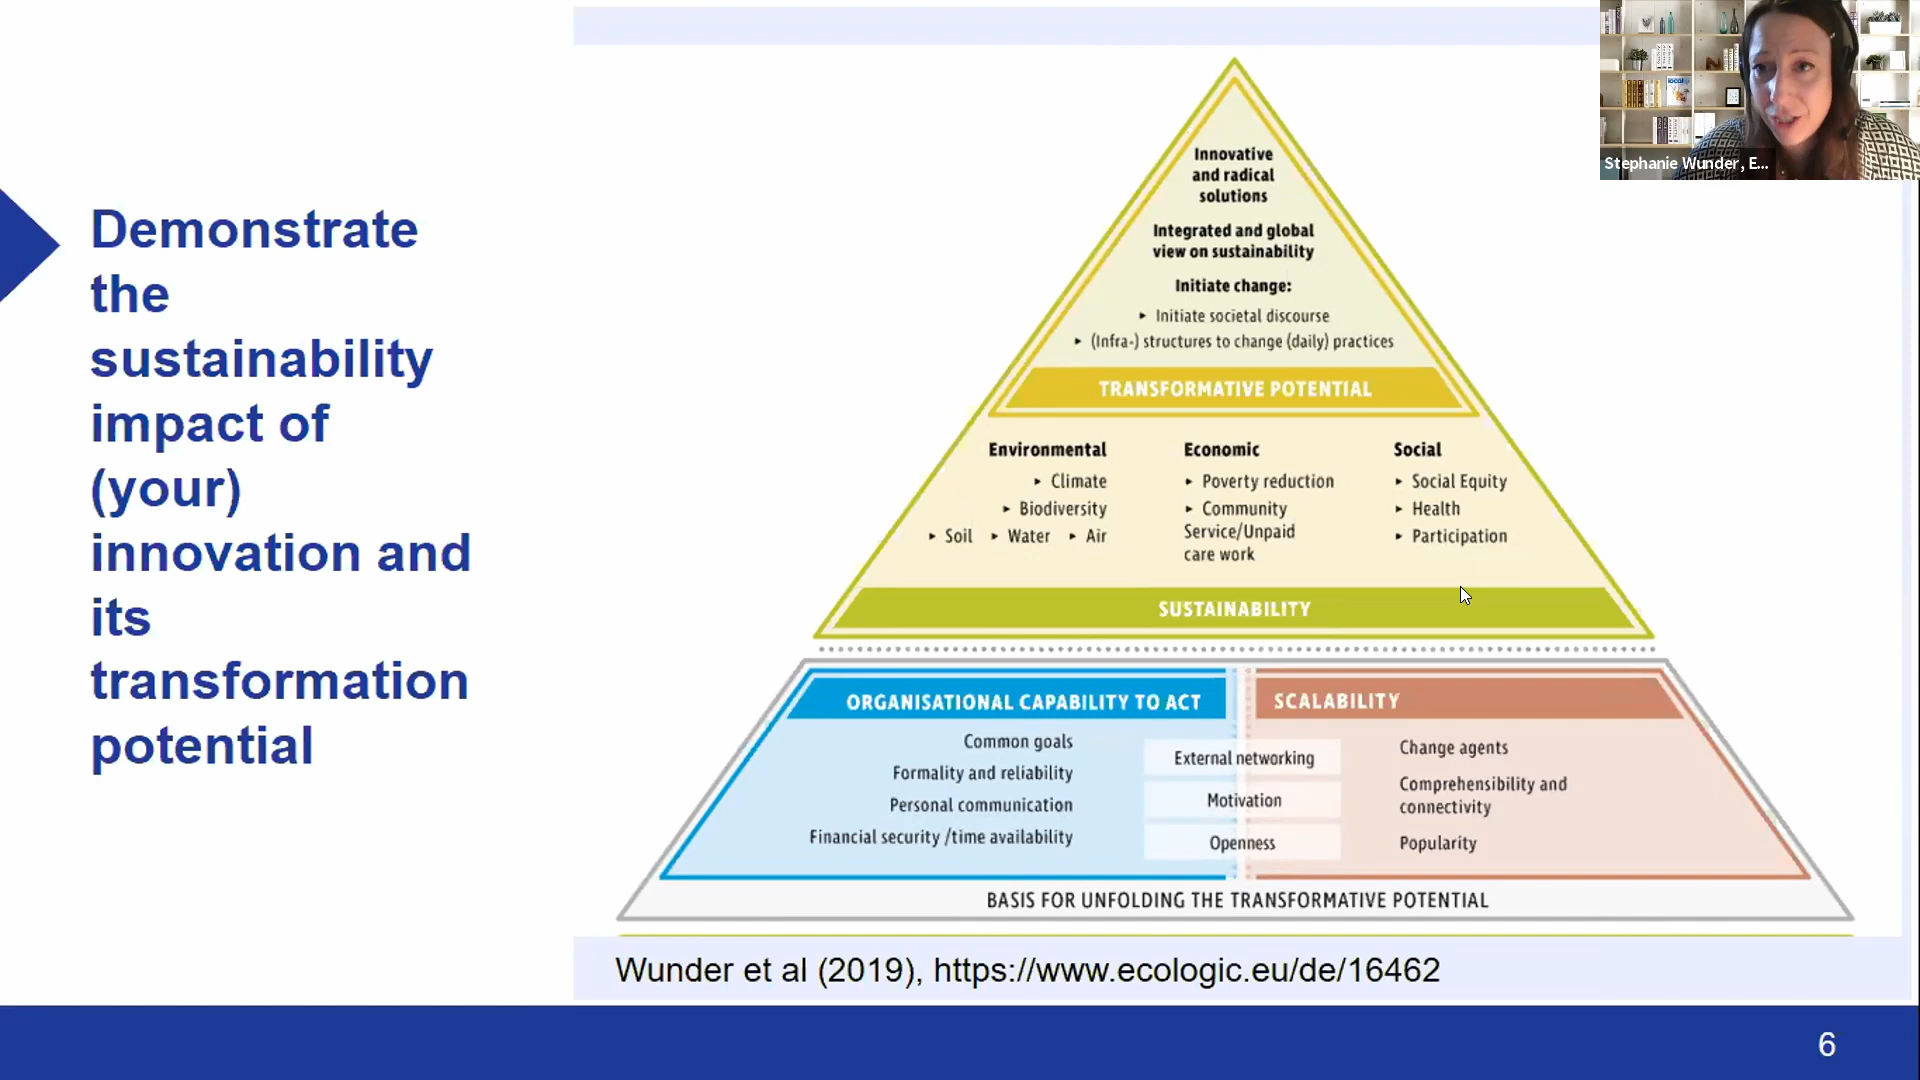 Demonstrate
the
sustainability
impact of
(your)
innovation and
its
transformation
potential
Innovative
and radical
solutions
Integrated and global
view on sustainability
Initiate change:
‣ Initiate societal discourse
‣ (Infra-) structures to change (daily) practices
TRANSFORMATIVE POTENTIAL
Environmental
‣ Climate
‣ Biodiversity
‣ Soil ‣ Water ‣ Air
Economic
‣ Poverty reduction
‣ Community
Service/Unpaid
care work
Social
‣ Social Equity
‣ Health
‣ Participation
SUSTAINABILITY
ORGANISATIONAL CAPABILITY TO ACT
Common goals
Formality and reliability
Personal communication
Financial security /time availability
External networking
Motivation
Openness
SCALABILITY
Change agents
Comprehensibility and
connectivity
Popularity
BASIS FOR UNFOLDING THE TRANSFORMATIVE POTENTIAL
Wunder et al (2019), https://www.ecologic.eu/de/16462
6
local
Stephanie Wunder, E...